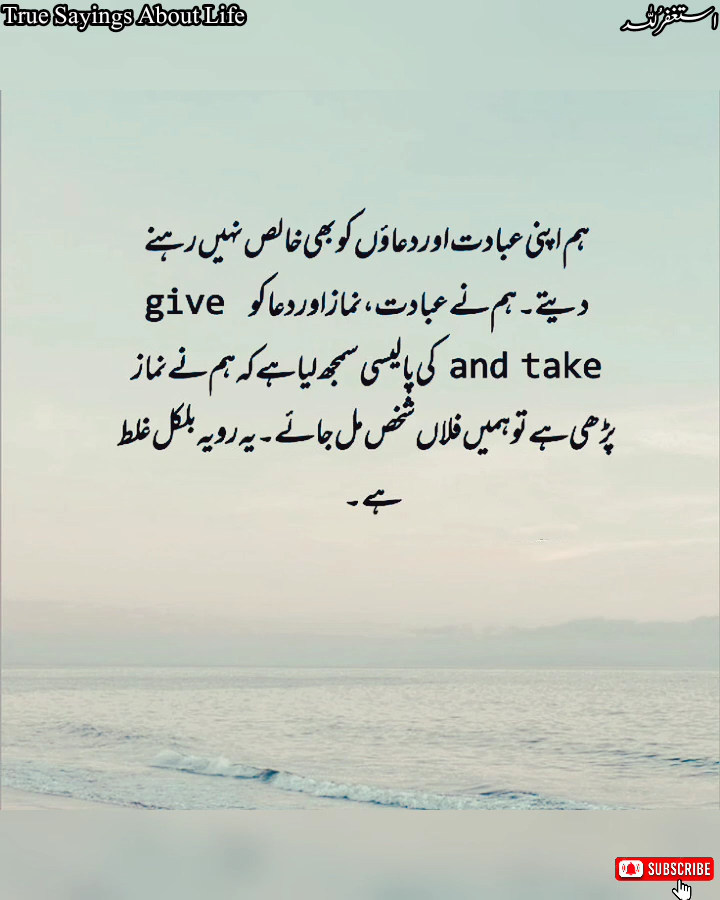 True Sayings About Life
استغفراللہ
ہم اپنی عبادت اور دعاؤں کو بھی خالص نہیں رہنے
دیتے۔ ہم نے عبادت، نماز اور دعا کو give
and take کی پالیسی سمجھ لیا ہے کہ ہم نے نماز
پڑھی ہے تو ہمیں فلاں شخص مل جائے۔ یہ رویہ بلکل غلط
ہے۔
SUBSCRIBE